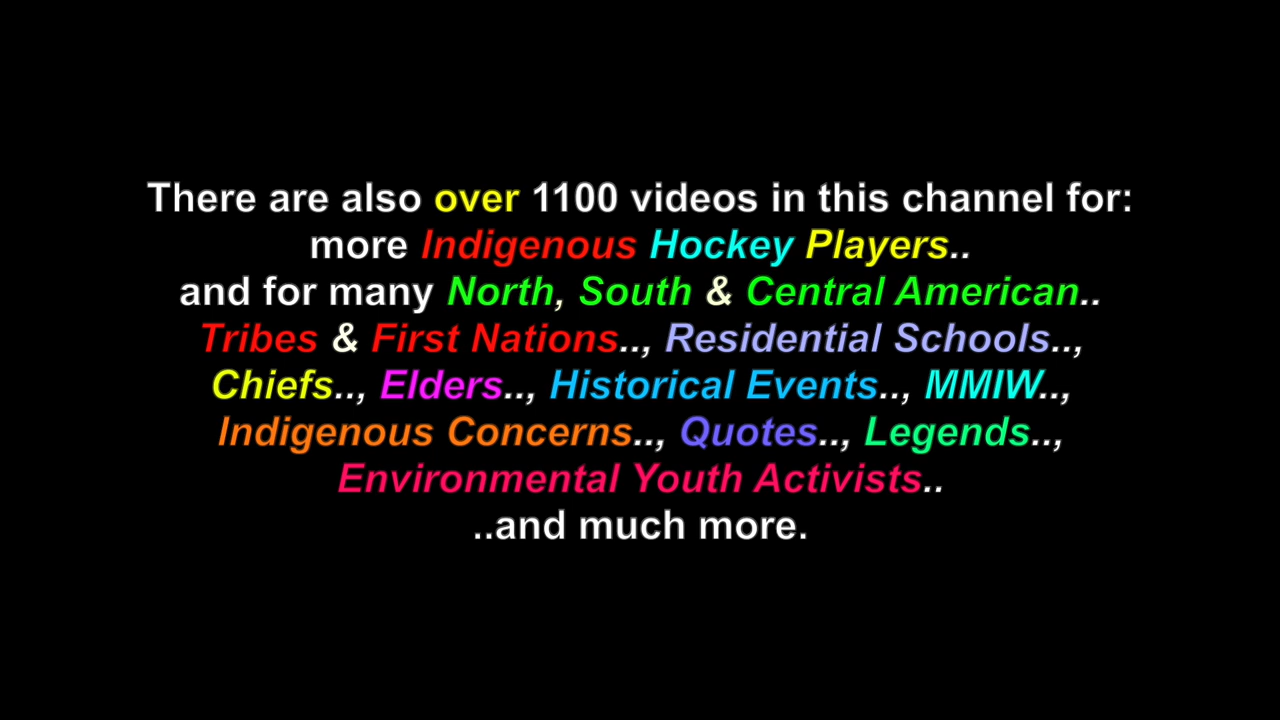 There are also over 1100 videos in this channel for:
more Indigenous Hockey Players..
and for many North, South & Central American..
Tribes & First Nations.., Residential Schools..,
Chiefs.., Elders.., Historical Events.., MMIW..,
Indigenous Concerns.., Quotes.., Legends..,
Environmental Youth Activists..
..and much more.